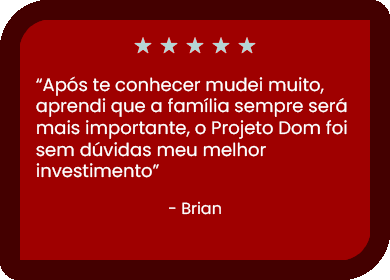 “Após te conhecer mudei muito,
aprendi que a família sempre será
mais importante, o Projeto Dom foi
sem dúvidas meu melhor
investimento”
- Brian